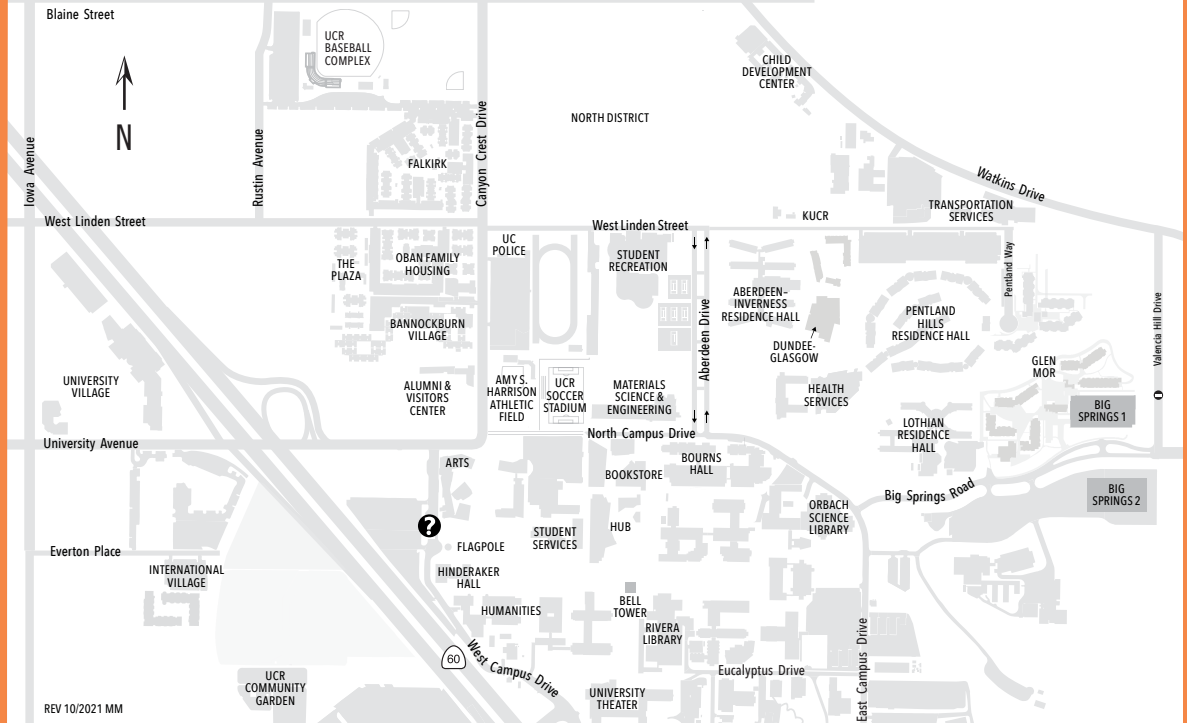 Blaine Street
UCR
BASEBALL
COMPLEX
CHILD
DEVELOPMENT
CENTER
N
NORTH DISTRICT
Iowa Avenue
Rustin Avenue
Canyon Crest Drive
FALKIRK
Watkins Drive
TRANSPORTATION
SERVICES
KUCR
West Linden Street
West Linden Street
UC
POLICE
STUDENT
RECREATION
THE
PLAZA
OBAN FAMILY
HOUSING
Pentland Way
Valencia Hill Drive
ABERDEEN–
INVERNESS
RESIDENCE HALL
Aberdeen Drive
PENTLAND
HILLS
RESIDENCE HALL
BANNOCKBURN
VILLAGE
DUNDEE-
GLASGOW
GLEN
MOR
UNIVERSITY
VILLAGE
ALUMNI &
VISITORS
CENTER
AMY S.
HARRISON
ATHLETIC
FIELD
UCR
SOCCER
STADIUM
MATERIALS
SCIENCE &
ENGINEERING
HEALTH
SERVICES
BIG
SPRINGS 1
LOTHIAN
RESIDENCE
HALL
North Campus Drive
University Avenue
ARTS
BOOKSTORE
BOURNS
HALL
Big Springs Road
BIG
SPRINGS 2
ORBACH
SCIENCE
LIBRARY
?
STUDENT
SERVICES
HUB
FLAGPOLE
Everton Place
INTERNATIONAL
VILLAGE
HINDERAKER
HALL
HUMANITIES
BELL
TOWER
RIVERA
LIBRARY
60
West Campus Drive
Eucalyptus Drive
East Campus Drive
UCR
COMMUNITY
GARDEN
UNIVERSITY
THEATER
REV 10/2021 MM